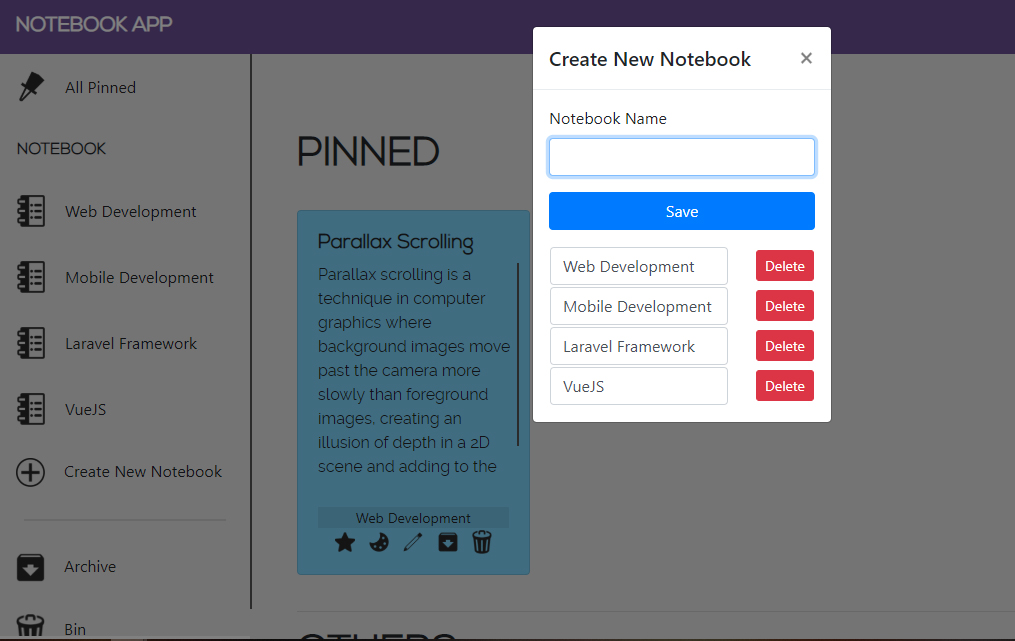 NOTEBOOK APP
All Pinned
NOTEBOOK
Web Development
Mobile Development
Laravel Framework
VueJS
Create New Notebook
Archive
Bin
PINNED
Parallax Scrolling
Parallax scrolling is a
technique in computer
graphics where
background images move
past the camera more
slowly than foreground
images, creating an
illusion of depth in a 2D
scene and adding to the
Web Development
OTHERS
Create New Notebook ×
Notebook Name
Save
Web Development Delete
Mobile Development Delete
Laravel Framework Delete
VueJS Delete